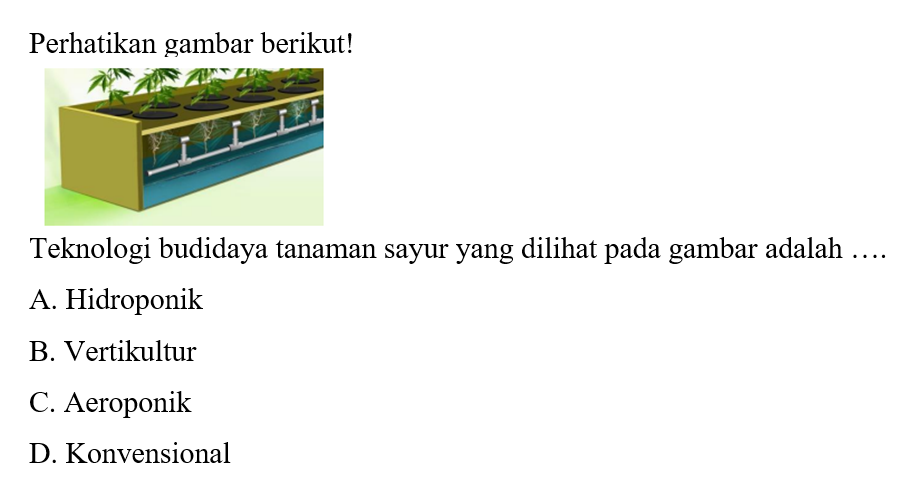 Perhatikan gambar berikut!
Teknologi budidaya tanaman sayur yang dilihat pada gambar adalah ….
A. Hidroponik
B. Vertikultur
C. Aeroponik
D. Konvensional